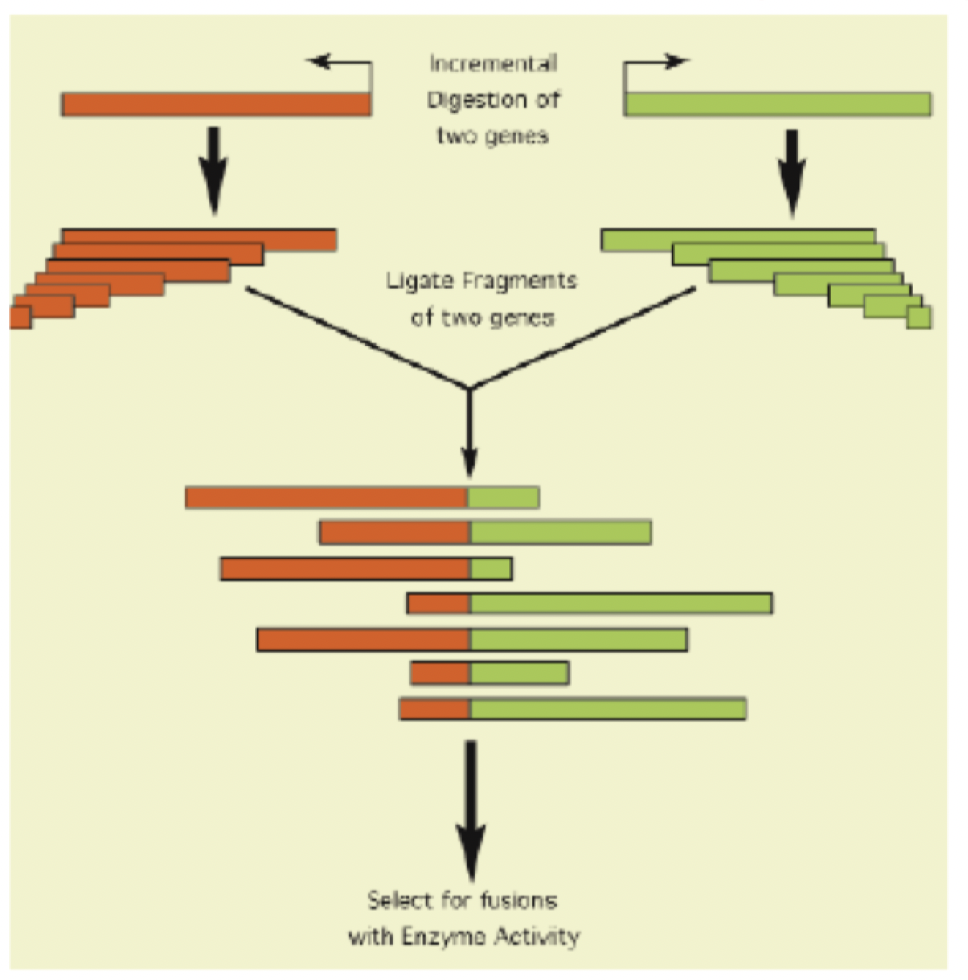 Incremental
Digestion of
two genes
Ligate Fragments
of two genes
Select for fusions
with Enzyme Activity